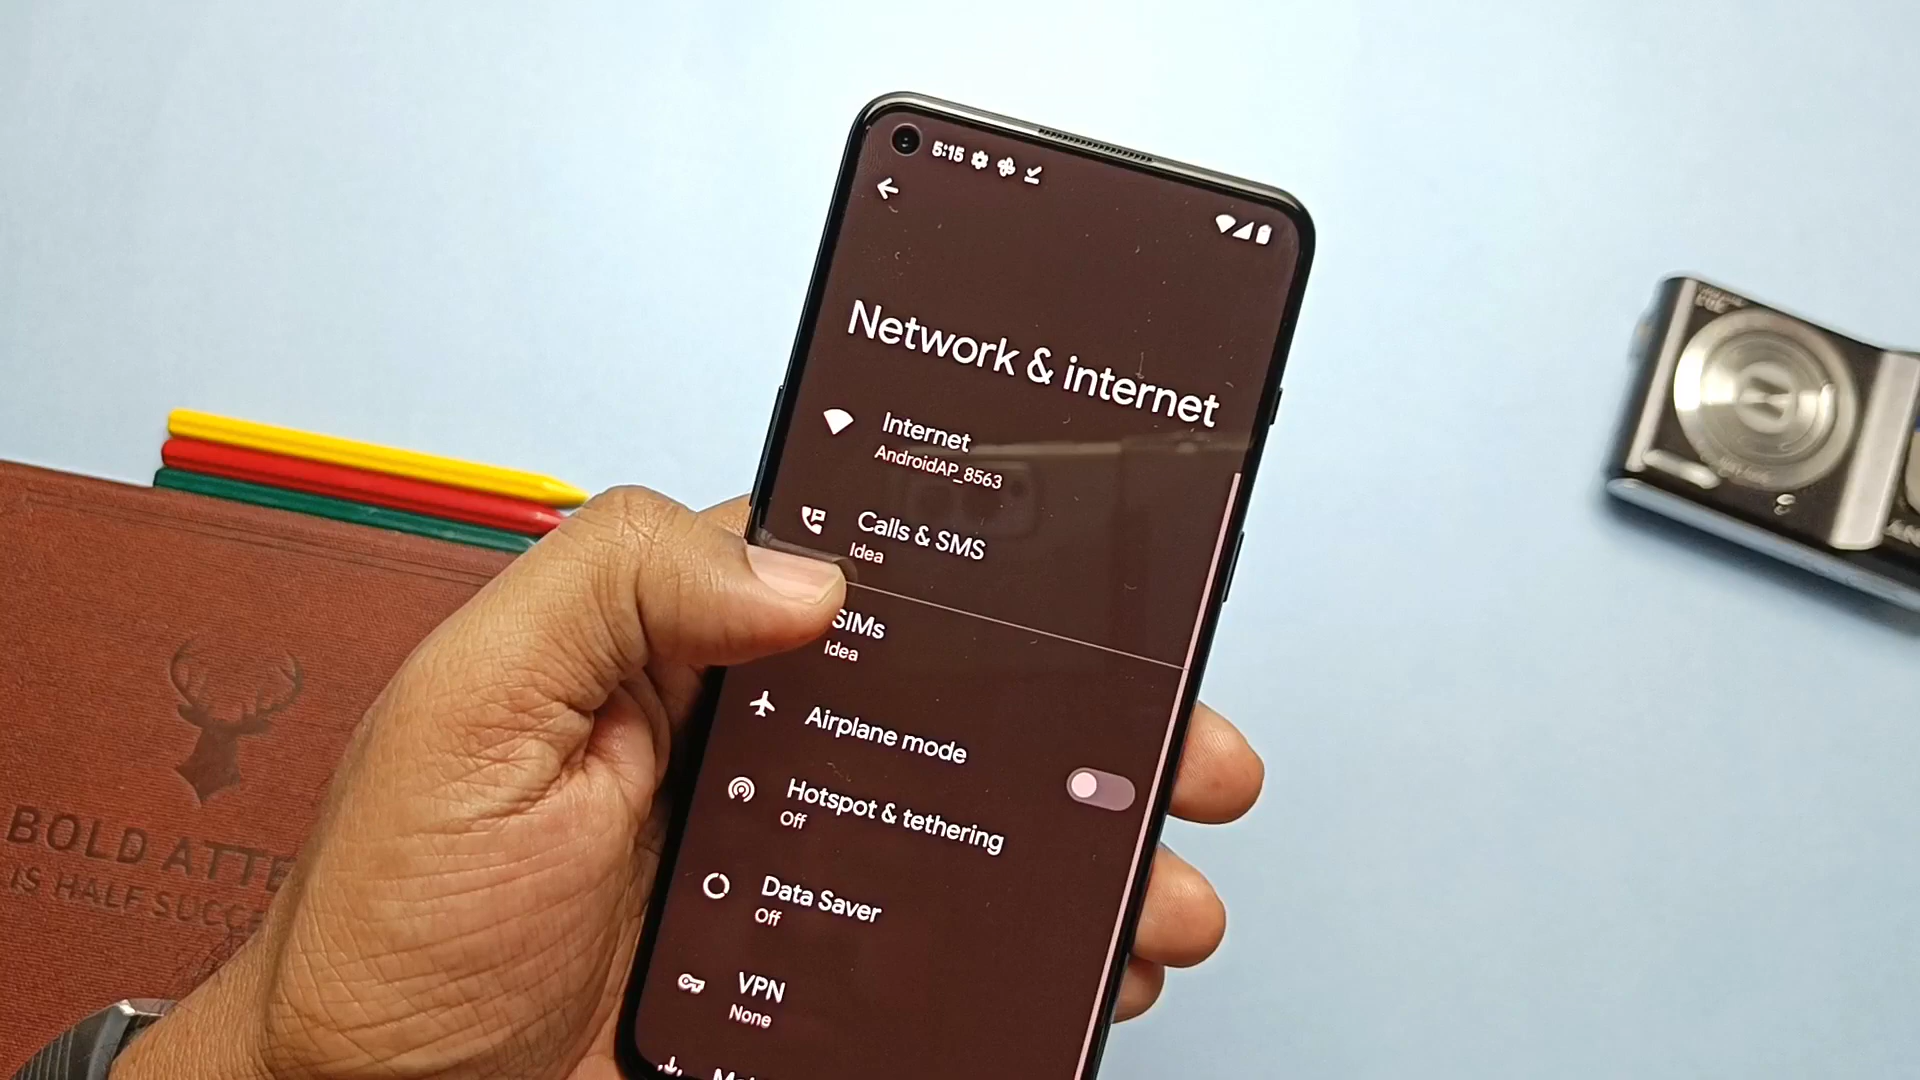 5:15
Network & internet
Internet
AndroidAP_8563
Calls & SMS
Idea
SIMs
Idea
Airplane mode
Hotspot & tethering
Off
Data Saver
Off
VPN
None
BOLD ATTE
IS HALF SUCCE